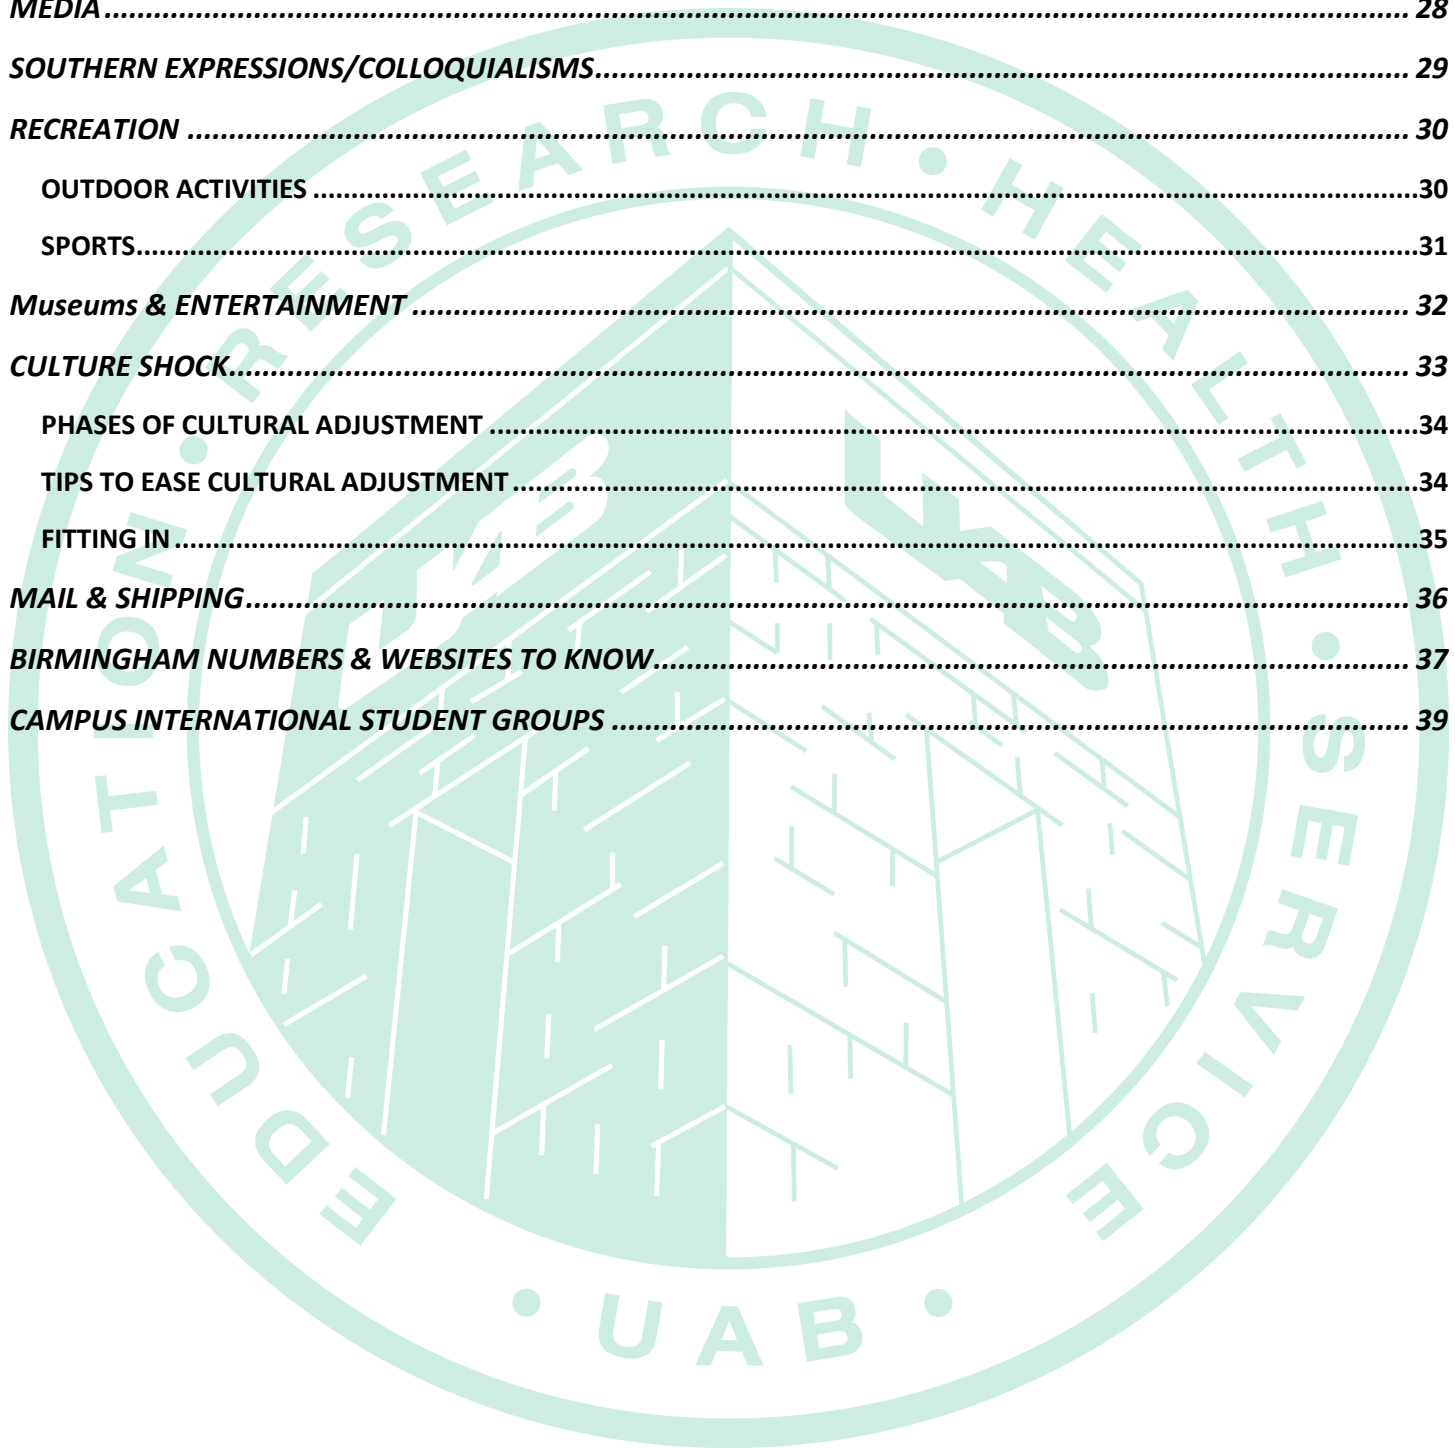 MEDIA ................................................................ 28
SOUTHERN EXPRESSIONS/COLLOQUIALISMS................................................................ 29
RECREATION ................................................................ 30
OUTDOOR ACTIVITIES ................................................................30
SPORTS................................................................31
Museums & ENTERTAINMENT ................................................................ 32
CULTURE SHOCK................................................................ 33
PHASES OF CULTURAL ADJUSTMENT ................................................................34
TIPS TO EASE CULTURAL ADJUSTMENT ................................................................34
FITTING IN ................................................................35
MAIL & SHIPPING................................................................ 36
BIRMINGHAM NUMBERS & WEBSITES TO KNOW................................................................ 37
CAMPUS INTERNATIONAL STUDENT GROUPS ................................................................ 39
EDUCATION • RESEARCH • HEALTH • SERVICE
• UAB •
UAB
UAB